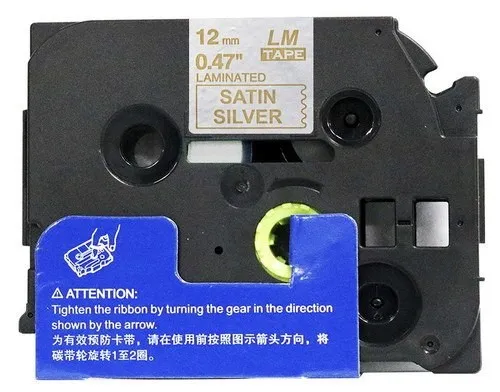 12 mm LM
TAPE
0.47"
LAMINATED
SATIN
SILVER
⚠ ATTENTION:
Tighten the ribbon by turning the gear in the direction
shown by the arrow.
为有效预防卡带，请在使用前按照图示箭头方向，将
碳带轮旋转1至2圈。